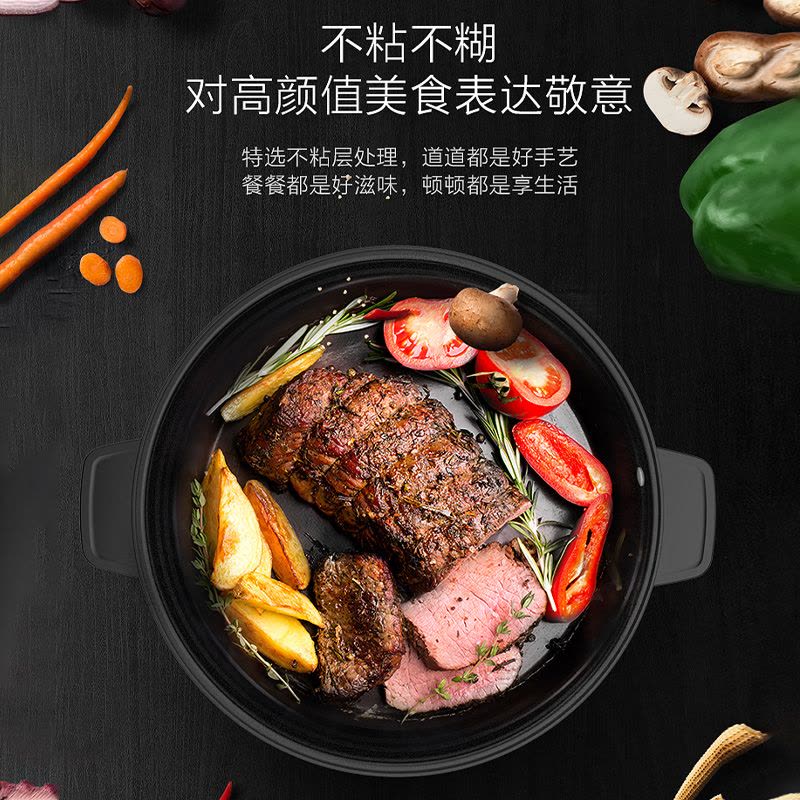 不粘不糊
对高颜值美食表达敬意
特选不粘层处理，道道都是好手艺
餐餐都是好滋味，顿顿都是享生活